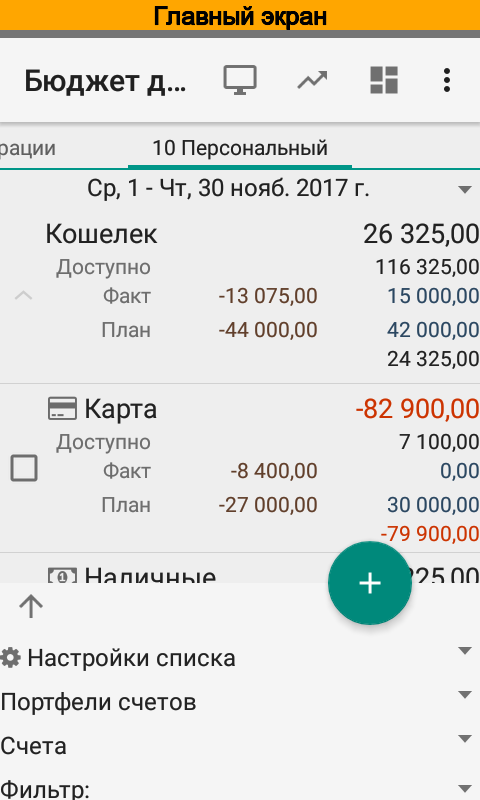 Главный экран
Бюджет д...
рации 10 Персональный
Ср, 1 - Чт, 30 нояб. 2017 г.
Кошелек 26 325,00
Доступно 116 325,00
Факт -13 075,00 15 000,00
План -44 000,00 42 000,00
24 325,00
Карта -82 900,00
Доступно 7 100,00
Факт -8 400,00 0,00
План -27 000,00 30 000,00
-79 900,00
Наличные 225,00
Настройки списка
Портфели счетов
Счета
Фильтр: